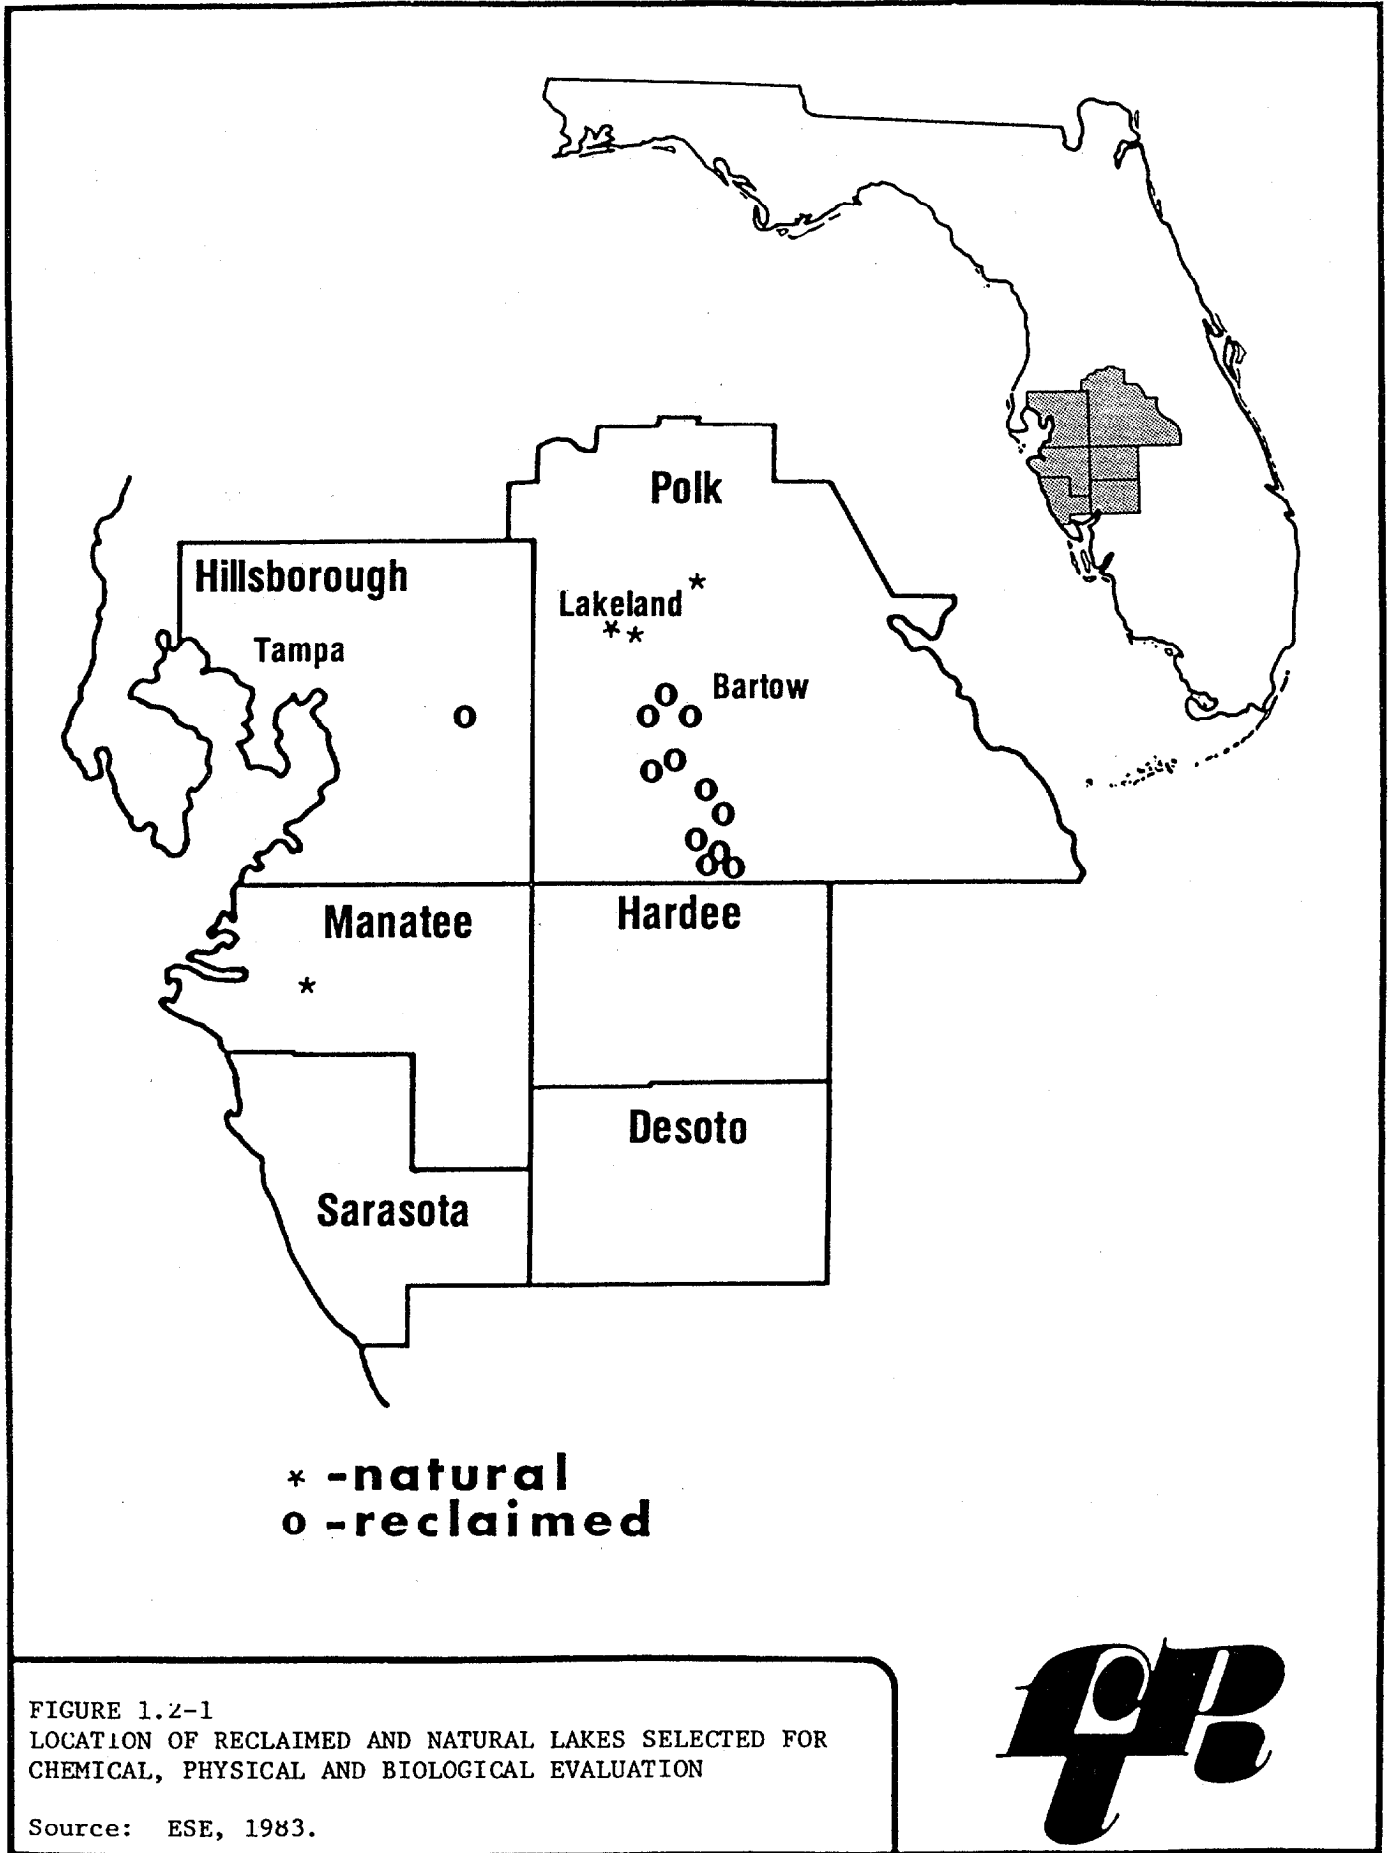 Polk
Hillsborough
Lakeland
Tampa
Bartow
Manatee
Hardee
Desoto
Sarasota
* -natural
o -reclaimed
FIGURE 1.2-1
LOCATION OF RECLAIMED AND NATURAL LAKES SELECTED FOR
CHEMICAL, PHYSICAL AND BIOLOGICAL EVALUATION
Source: ESE, 1983.